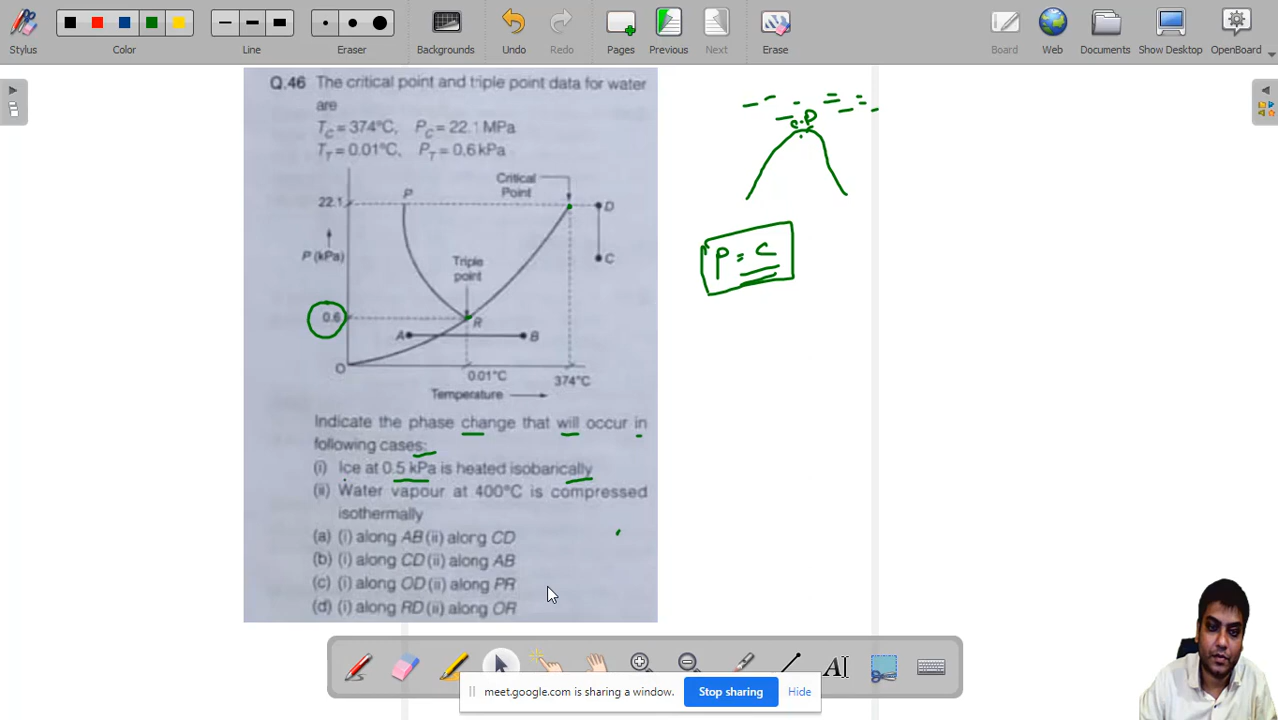 Stylus
Color
Line
Eraser
Backgrounds
Undo
Redo
Pages
Previous
Next
Erase
Board
Web
Documents
Show Desktop
OpenBoard
Q.46 The critical point and triple point data for water
are
TC = 374°C, PC = 22.1 MPa
TT = 0.01°C, PT = 0.6 kPa
Critical
Point
P
22.1
D
P (kPa)
C
Triple
point
0.6
R
A
B
O
0.01°C
374°C
Temperature
Indicate the phase change that will occur in
following cases:
(i) Ice at 0.5 kPa is heated isobarically
(ii) Water vapour at 400°C is compressed
isothermally
(a) (i) along AB (ii) along CD
(b) (i) along CD (ii) along AB
(c) (i) along OD (ii) along PR
(d) (i) along RD (ii) along OR
C.P
P = C
A
meet.google.com is sharing a window.
Stop sharing
Hide